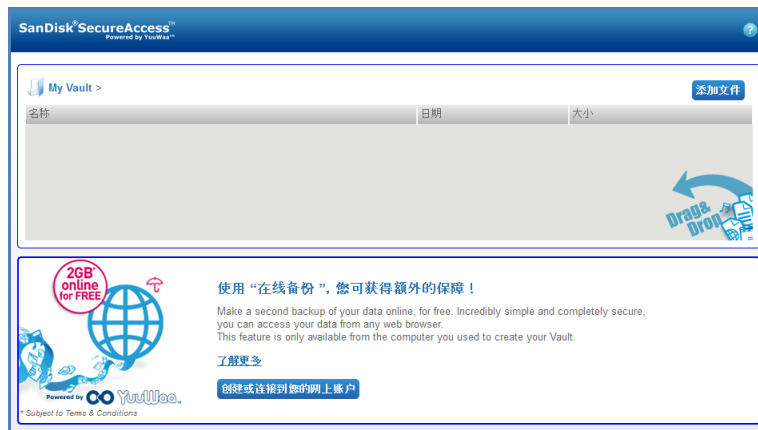 SanDisk®SecureAccess™
Powered by YuuWaa™
?
My Vault >
添加文件
名称 日期 大小
Drag&
Drop
2GB*
online
for FREE
使用 “在线备份 ”, 您可获得额外的保障！
Make a second backup of your data online, for free. Incredibly simple and completely secure,
you can access your data from any web browser.
This feature is only available from the computer you used to create your Vault.
了解更多
创建或连接到您的网上账户
Powered by YuuWaa.
* Subject to Terms & Conditions